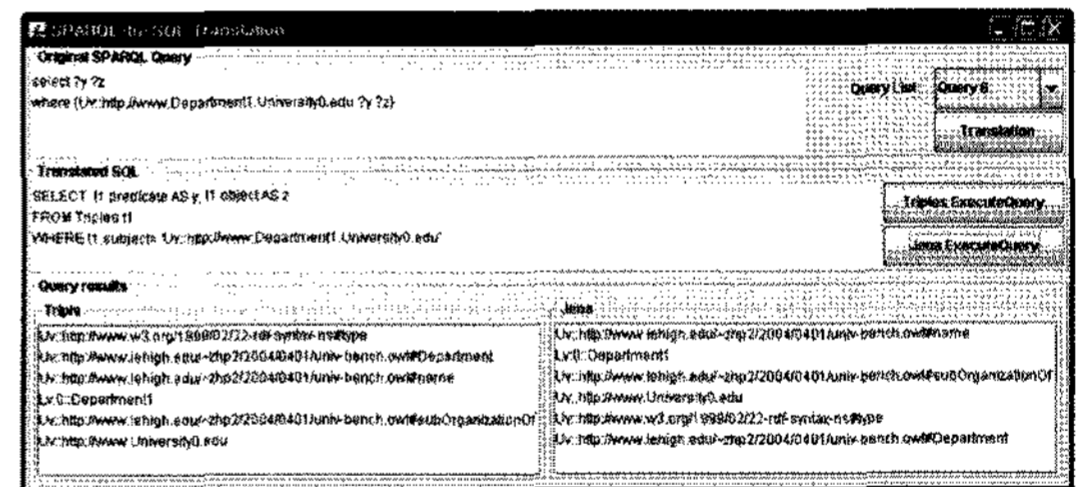 SPARQL-to-SQL Translation
Original SPARQL Query
select ?y ?z
where {Uv::http://www.Department1.University0.edu ?y ?z}
Query List
Query 6
Translation
Translated SQL
SELECT t1.predicate AS y, t1.object AS z
FROM Triples t1
WHERE t1.subject= 'Uv::http://www.Department1.University0.edu'
Triples ExecuteQuery
Jena ExecuteQuery
Query results
Triple
Uv::http://www.w3.org/1999/02/22-rdf-syntax-ns#type
Uv::http://www.lehigh.edu/~zhp2/2004/0401/univ-bench.owl#Department
Uv::http://www.lehigh.edu/~zhp2/2004/0401/univ-bench.owl#name
Lv:0::Department1
Uv::http://www.lehigh.edu/~zhp2/2004/0401/univ-bench.owl#subOrganizationOf
Uv::http://www.University0.edu
Jena
Uv::http://www.lehigh.edu/~zhp2/2004/0401/univ-bench.owl#name
Lv:0::Department1
Uv::http://www.lehigh.edu/~zhp2/2004/0401/univ-bench.owl#subOrganizationOf
Uv::http://www.University0.edu
Uv::http://www.w3.org/1999/02/22-rdf-syntax-ns#type
Uv::http://www.lehigh.edu/~zhp2/2004/0401/univ-bench.owl#Department